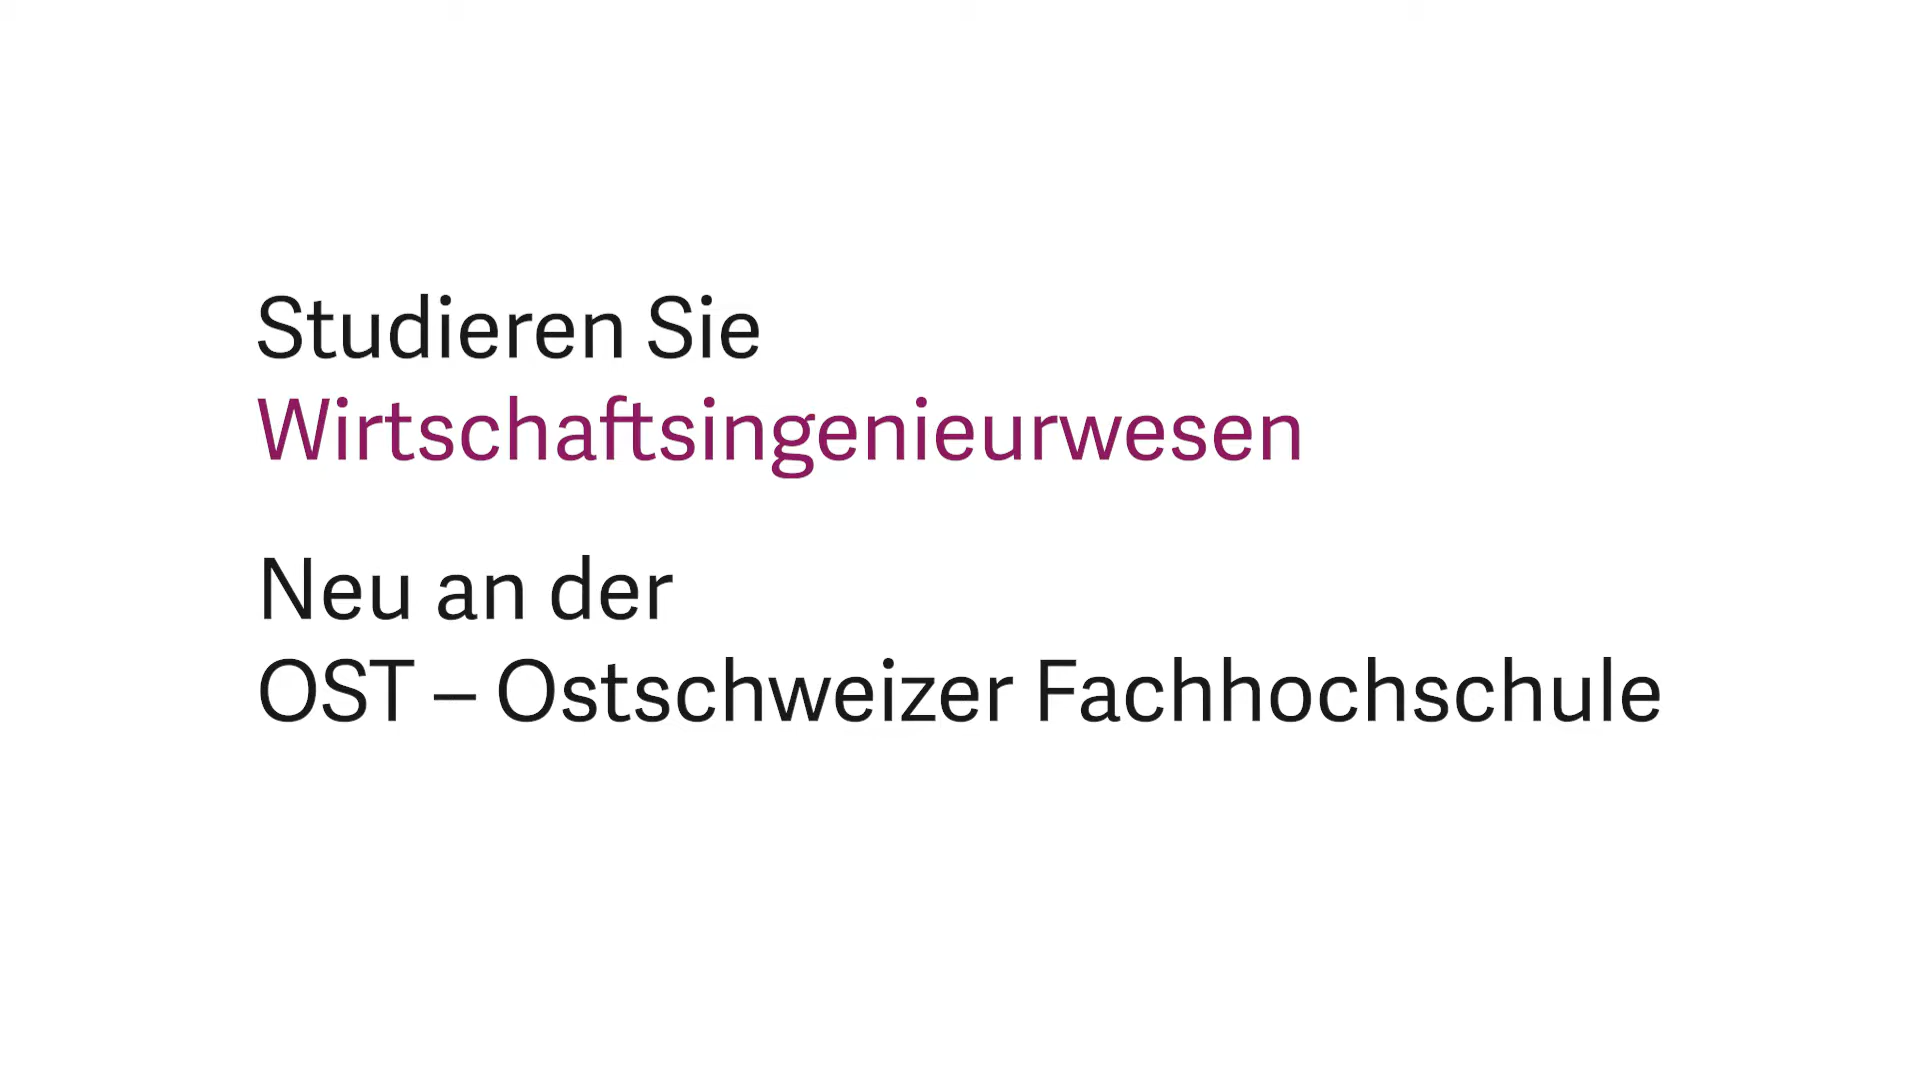 Studieren Sie
Wirtschaftsingenieurwesen
Neu an der
OST – Ostschweizer Fachhochschule